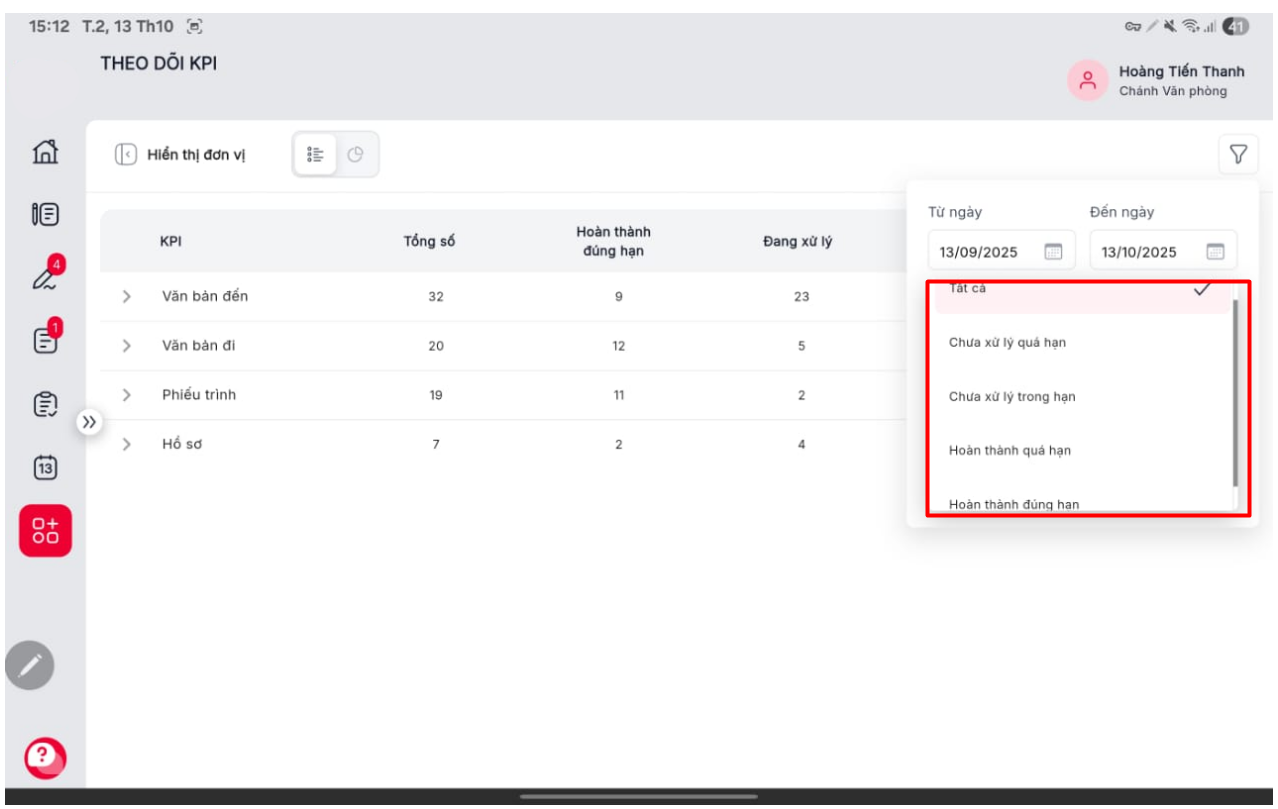 15:12 T.2, 13 Th10
41
THEO DÕI KPI
Hoàng Tiến Thanh
Chánh Văn phòng
Hiển thị đơn vị
Từ ngày
Đến ngày
13/09/2025
13/10/2025
KPI
Tổng số
Hoàn thành
đúng hạn
Đang xử lý
Văn bản đến
32
9
23
Văn bản đi
20
12
5
Phiếu trình
19
11
2
Hồ sơ
7
2
4
Tất cả
Chưa xử lý quá hạn
Chưa xử lý trong hạn
Hoàn thành quá hạn
Hoàn thành đúng hạn
4
1
13
?